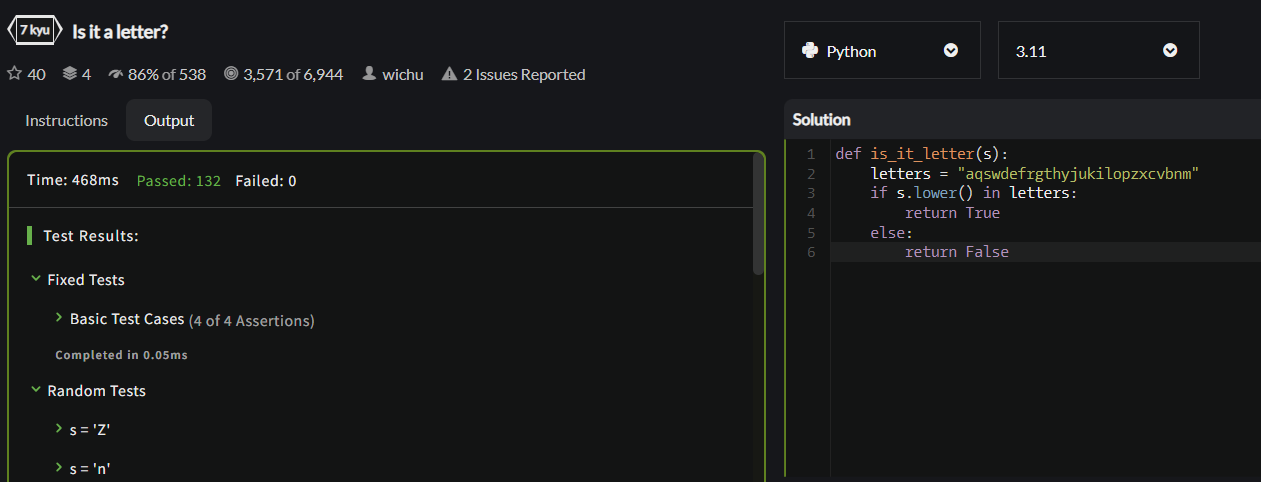 7 kyu Is it a letter?
40 4 86% of 538 3,571 of 6,944 wichu 2 Issues Reported
Instructions Output
Time: 468ms Passed: 132 Failed: 0
Test Results:
Fixed Tests
Basic Test Cases (4 of 4 Assertions)
Completed in 0.05ms
Random Tests
s = 'Z'
s = 'n'
Python 3.11
Solution
1 def is_it_letter(s):
2 letters = "aqswdefrgthyjukilopzxcvbnm"
3 if s.lower() in letters:
4 return True
5 else:
6 return False